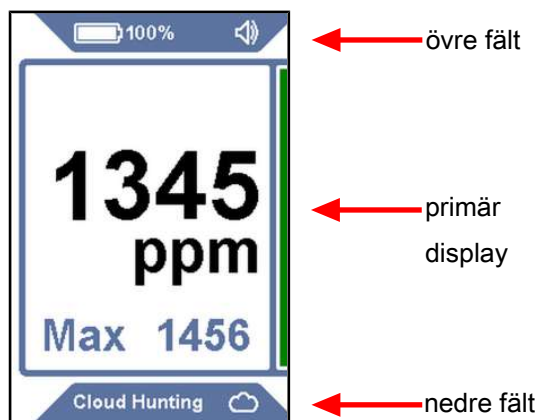 100%
övre fält
1345
ppm
primär
display
Max 1456
Cloud Hunting
nedre fält